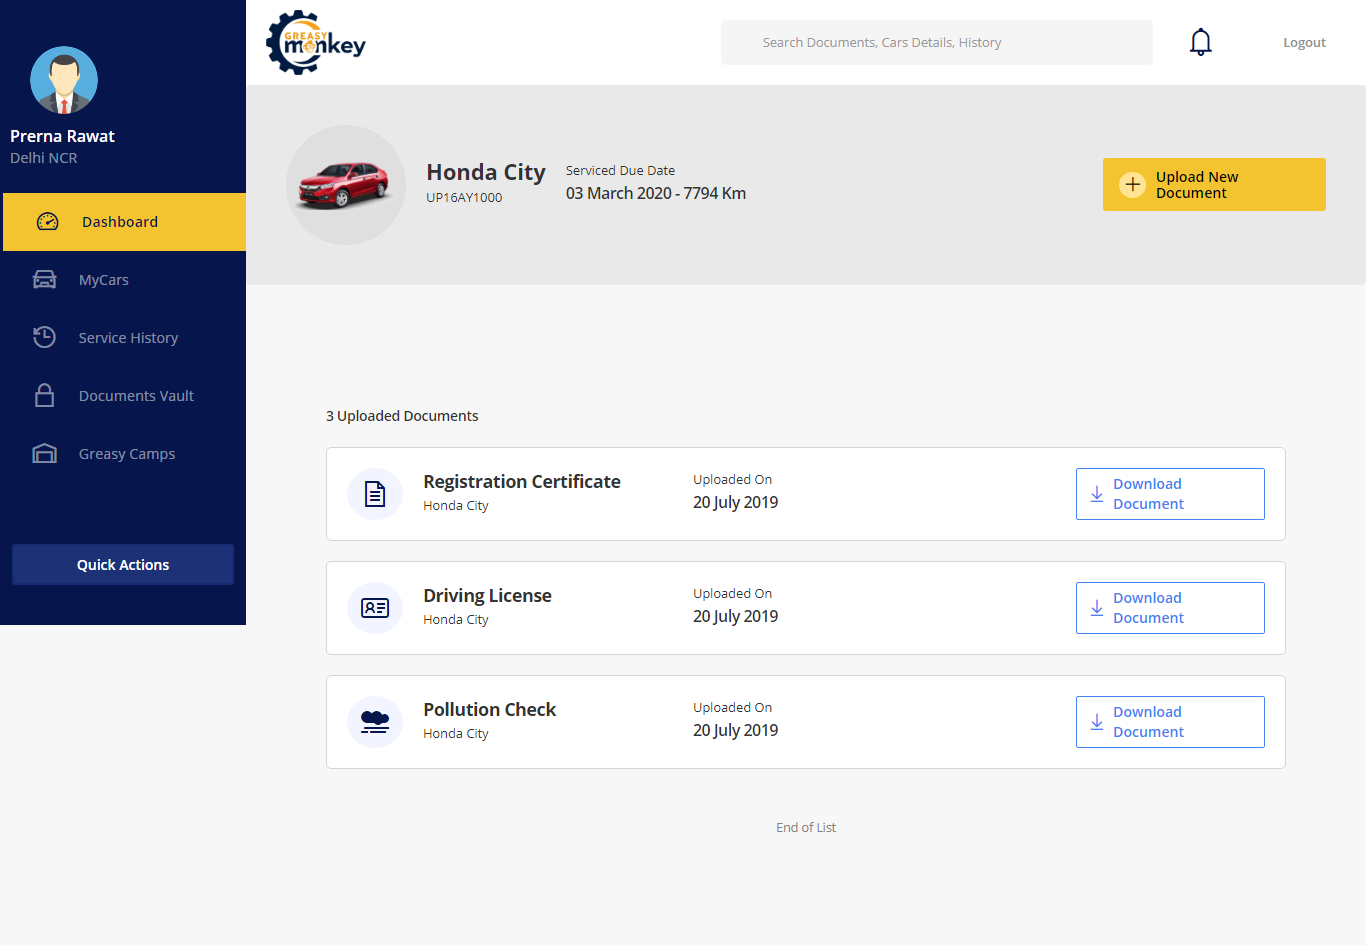 GREASY
monkey
Search Documents, Cars Details, History
Logout
Prerna Rawat
Delhi NCR
Dashboard
MyCars
Service History
Documents Vault
Greasy Camps
Quick Actions
Honda City
UP16AY1000
Serviced Due Date
03 March 2020 - 7794 Km
Upload New
Document
3 Uploaded Documents
Registration Certificate
Honda City
Uploaded On
20 July 2019
Download
Document
Driving License
Honda City
Uploaded On
20 July 2019
Download
Document
Pollution Check
Honda City
Uploaded On
20 July 2019
Download
Document
End of List